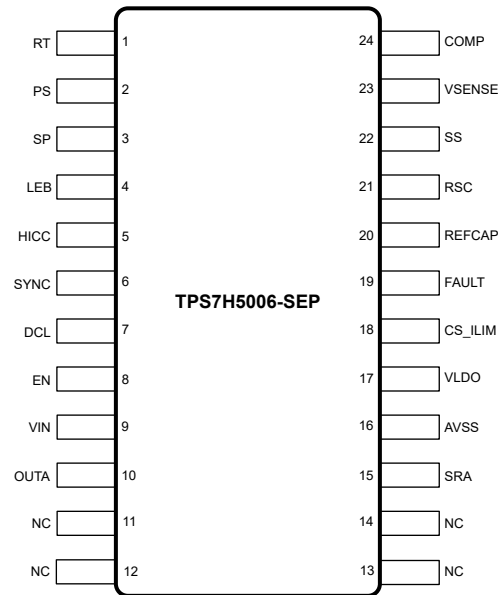 RT 1 24 COMP
PS 2 23 VSENSE
SP 3 22 SS
LEB 4 21 RSC
HICC 5 20 REFCAP
SYNC 6 19 FAULT
TPS7H5006-SEP
DCL 7 18 CS_ILIM
EN 8 17 VLDO
VIN 9 16 AVSS
OUTA 10 15 SRA
NC 11 14 NC
NC 12 13 NC